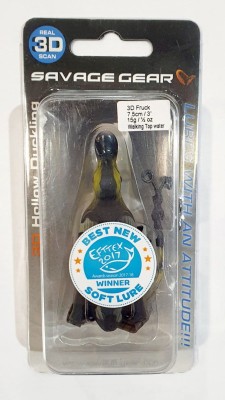 REAL
3D
SCAN
SAVAGE GEAR
3D Fruck
7.5cm / 3"
15g / ½ oz
Walking Top water
Hollow Duckling
LURES WITH AN ATTITUDE!!!
BEST NEW
EFTTEX
2017
WINNER
SOFT LURE